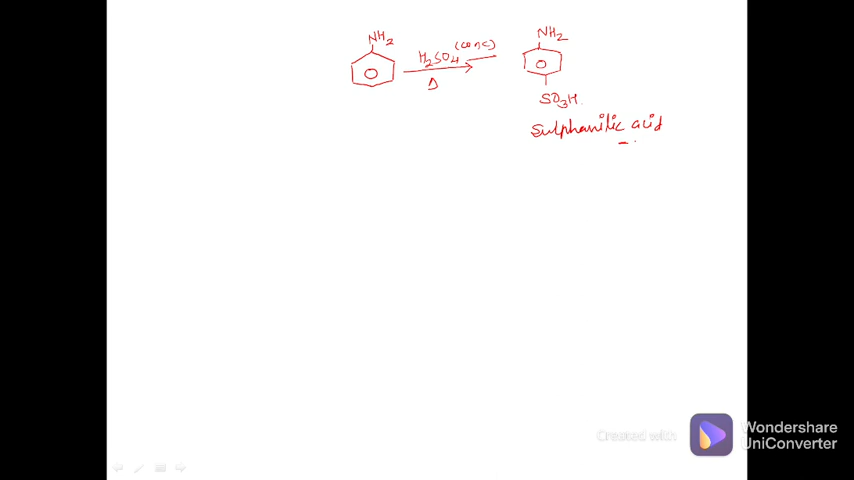 NH2
H2SO4 (conc)
Δ
NH2
SO3H
Sulphanilic acid
Created with
Wondershare
UniConverter